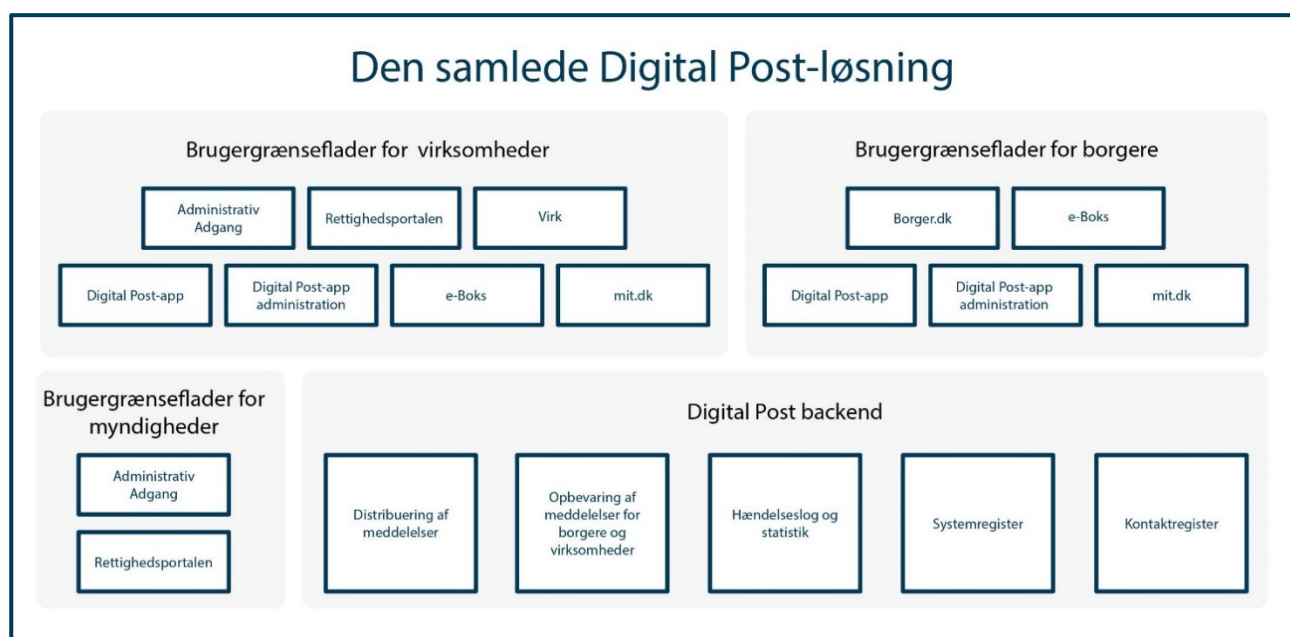 Den samlede Digital Post-løsning
Brugergrænseflader for virksomheder
Administrativ
Adgang
Rettighedsportalen
Virk
Digital Post-app
Digital Post-app
administration
e-Boks
mit.dk
Brugergrænseflader for borgere
Borger.dk
e-Boks
Digital Post-app
Digital Post-app
administration
mit.dk
Brugergrænseflader for
myndigheder
Administrativ
Adgang
Rettighedsportalen
Digital Post backend
Distribuering af
meddelelser
Opbevaring af
meddelelser for
borgere og
virksomheder
Hændelseslog og
statistik
Systemregister
Kontaktregister